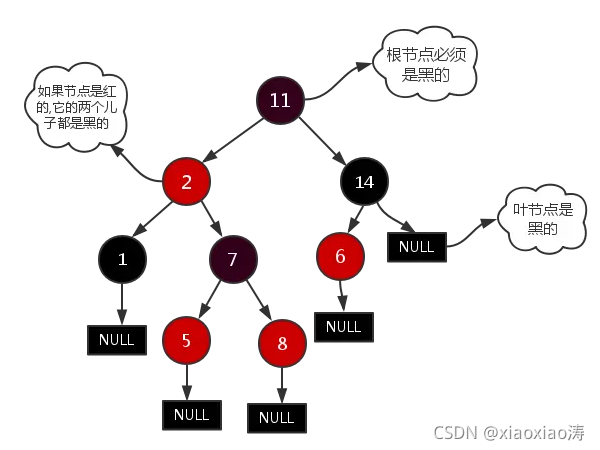 根节点必须
是黑的
如果节点是红
的,它的两个儿
子都是黑的
11
2
14
叶节点是
黑的
1
7
6
NULL
5
8
NULL
NULL
NULL
NULL
CSDN @xiaoxiao涛